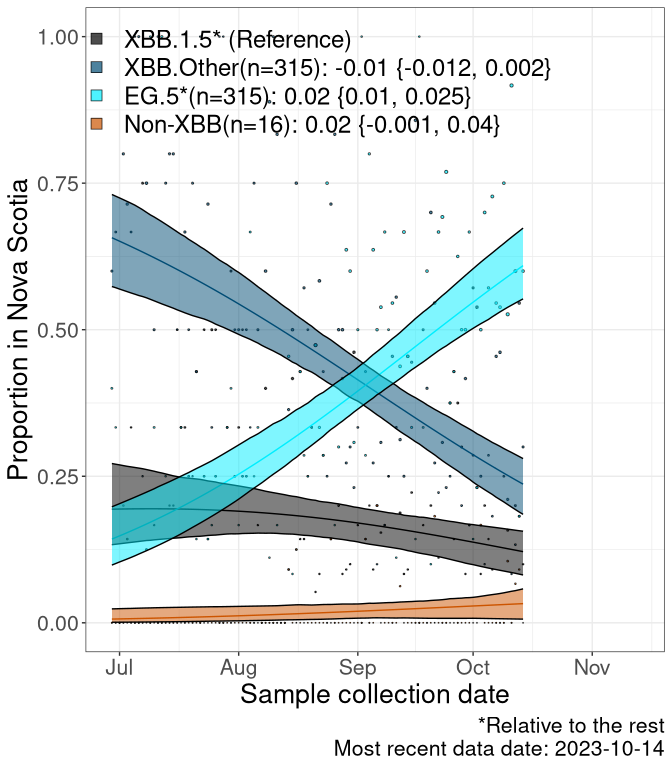 1.00
XBB.1.5* (Reference)
XBB.Other(n=315): -0.01 {-0.012, 0.002}
EG.5*(n=315): 0.02 {0.01, 0.025}
Non-XBB(n=16): 0.02 {-0.001, 0.04}
0.75
0.50
0.25
0.00
Proportion in Nova Scotia
Jul Aug Sep Oct Nov
Sample collection date
*Relative to the rest
Most recent data date: 2023-10-14